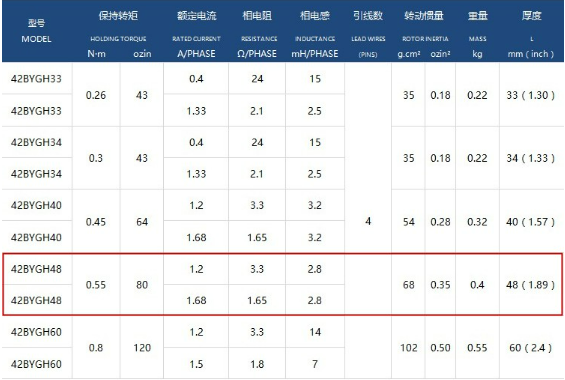 型号 保持转矩 额定电流 相电阻 相电感 引线数 转动惯量 重量 厚度
MODEL HOLDING TORQUE RATED CURRENT RESISTANCE INDUCTANCE LEAD WIRES ROTOR INERTIA MASS L
N·m ozin A/PHASE Ω/PHASE mH/PHASE (PINS) g.cm² ozin² kg mm(inch)
42BYGH33 0.26 43 0.4 24 15 4 35 0.18 0.22 33(1.30)
42BYGH33 1.33 2.1 2.5
42BYGH34 0.3 43 0.4 24 15 35 0.18 0.22 34(1.33)
42BYGH34 1.33 2.1 2.5
42BYGH40 0.45 64 1.2 3.3 3.2 54 0.28 0.32 40(1.57)
42BYGH40 1.68 1.65 3.2
42BYGH48 0.55 80 1.2 3.3 2.8 68 0.35 0.4 48(1.89)
42BYGH48 1.68 1.65 2.8
42BYGH60 0.8 120 1.2 3.3 14 102 0.50 0.55 60(2.4)
42BYGH60 1.5 1.8 7